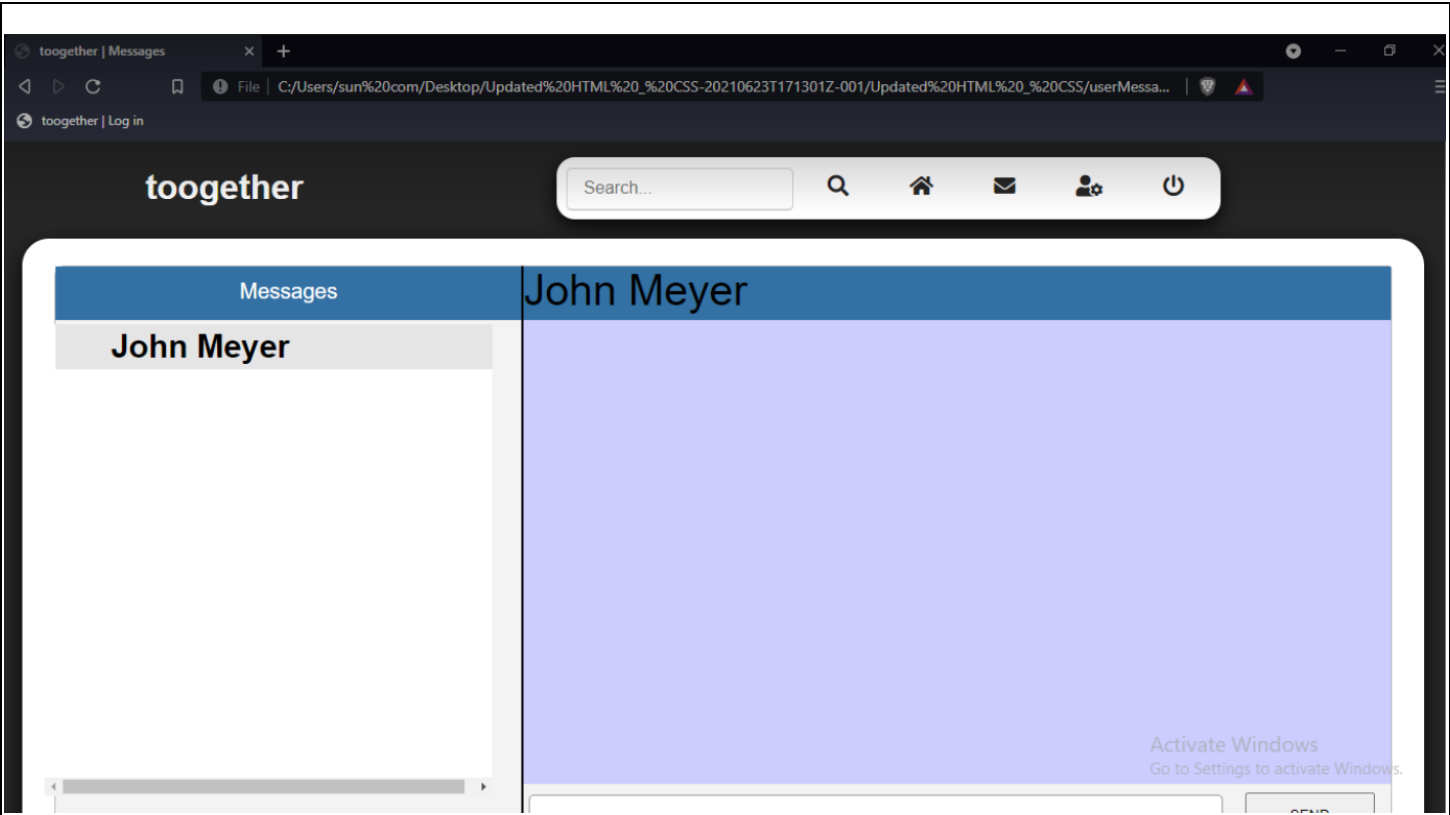 toogether | Messages
File | C:/Users/sun%20com/Desktop/Updated%20HTML%20_%20CSS-20210623T171301Z-001/Updated%20HTML%20_%20CSS/userMessa...
toogether | Log in
toogether
Search...
Messages
John Meyer
John Meyer
Activate Windows
Go to Settings to activate Windows.
SEND